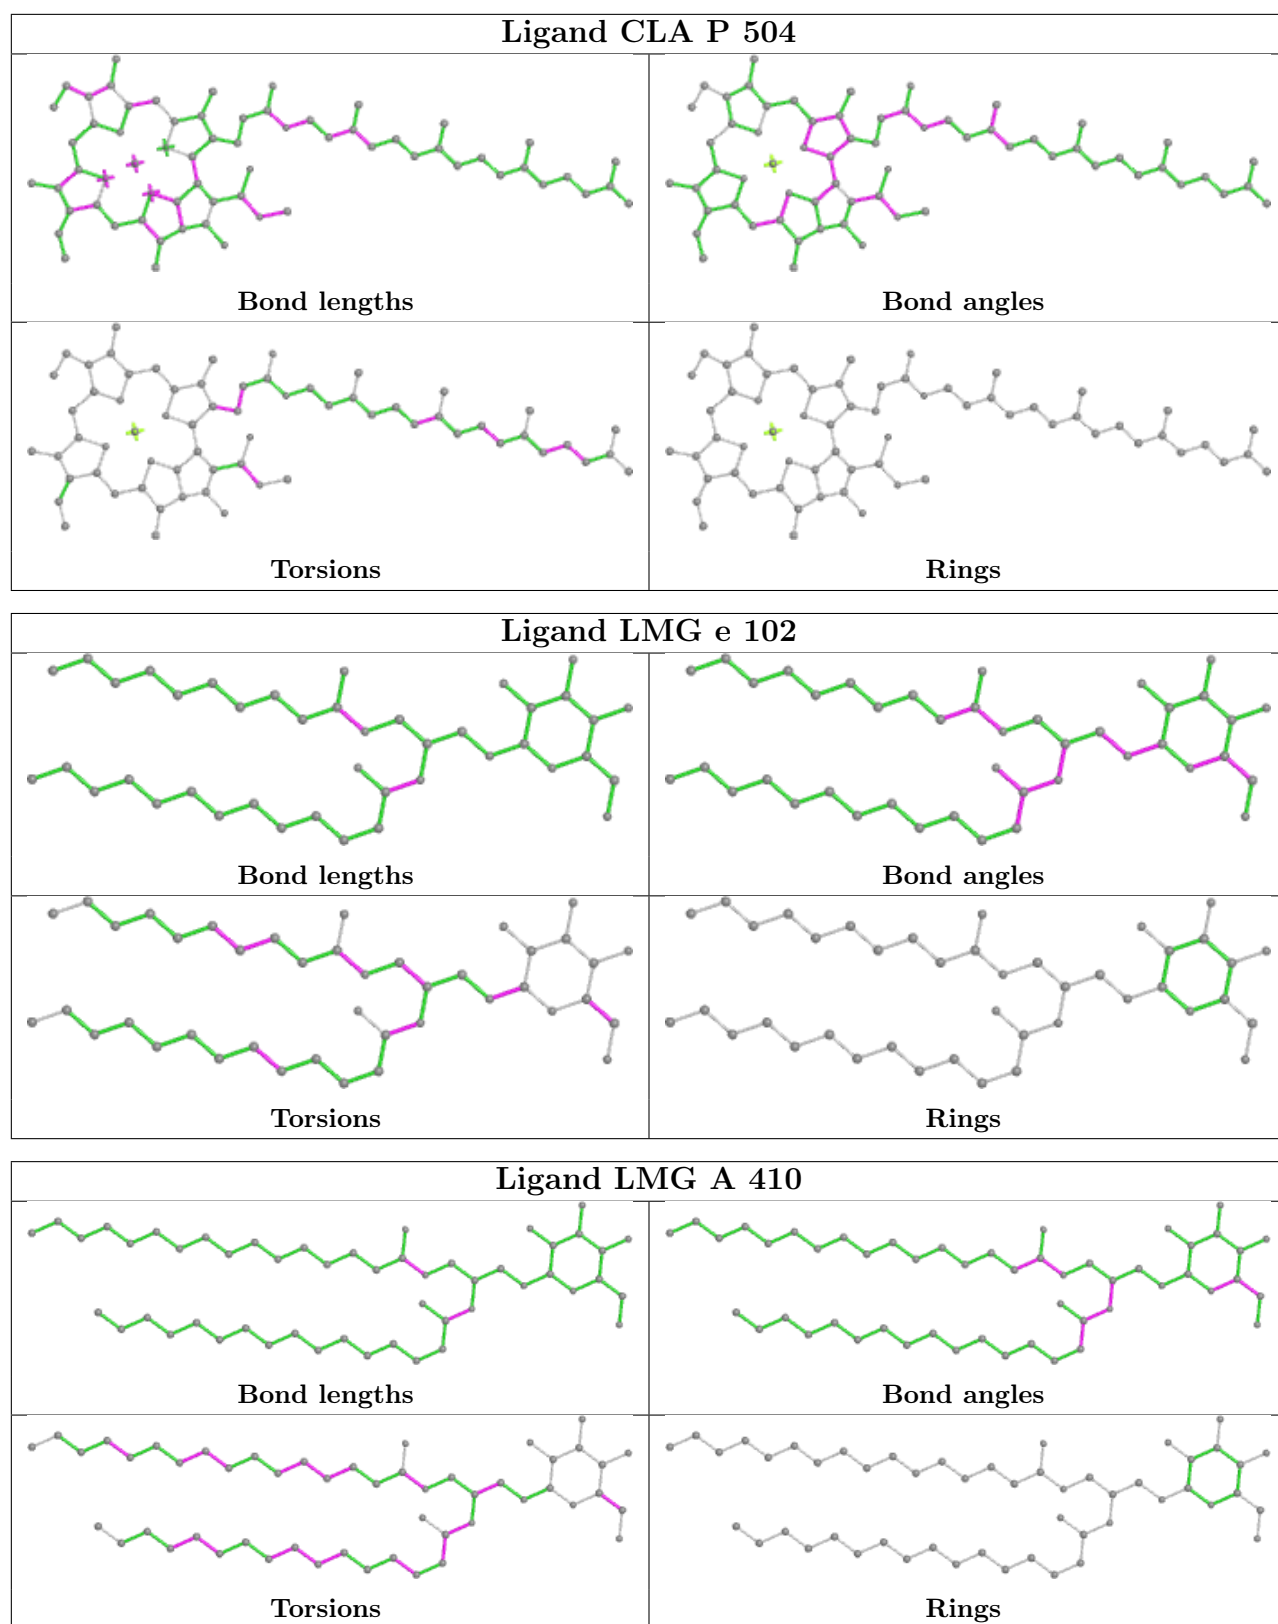 Ligand CLA P 504
Bond lengths
Bond angles
Torsions
Rings
Ligand LMG e 102
Bond lengths
Bond angles
Torsions
Rings
Ligand LMG A 410
Bond lengths
Bond angles
Torsions
Rings